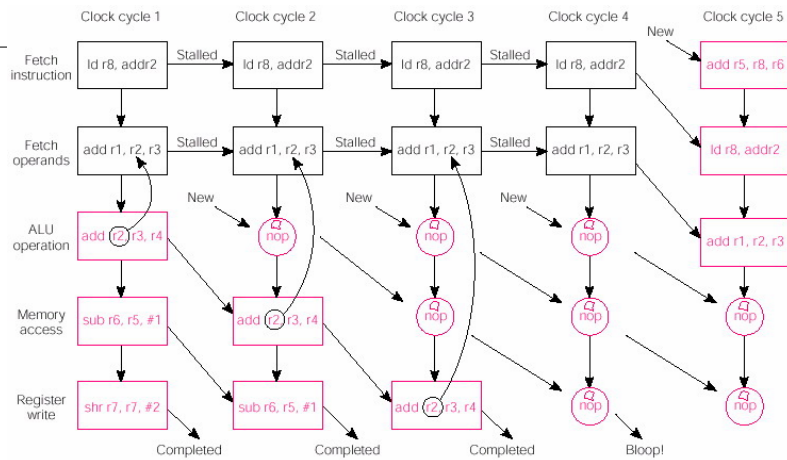 Clock cycle 1 Clock cycle 2 Clock cycle 3 Clock cycle 4 Clock cycle 5
New
Fetch instruction
ld r8, addr2 Stalled ld r8, addr2 Stalled ld r8, addr2 Stalled ld r8, addr2 add r5, r8, r6
Fetch operands
add r1, r2, r3 Stalled add r1, r2, r3 Stalled add r1, r2, r3 Stalled add r1, r2, r3 ld r8, addr2
New New New
ALU operation
add r2, r3, r4 nop nop nop add r1, r2, r3
Memory access
sub r6, r5, #1 add r2, r3, r4 nop nop nop
Register write
shr r7, r7, #2 sub r6, r5, #1 add r2, r3, r4 nop nop
Completed Completed Completed Bloop!